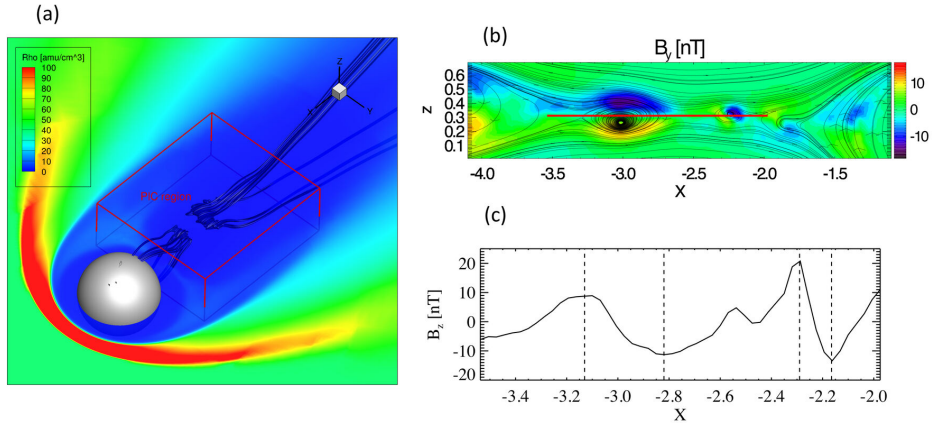 (a)
Rho [amu/cm^3]
100
90
80
70
60
50
40
30
20
10
0
Z
X
Y
PIC region
(b)
B_y [nT]
z
0.6
0.5
0.4
0.3
0.2
0.1
-4.0 -3.5 -3.0 -2.5 -2.0 -1.5
X
10
0
-10
(c)
B_z [nT]
20
10
0
-10
-20
-3.4 -3.2 -3.0 -2.8 -2.6 -2.4 -2.2 -2.0
X